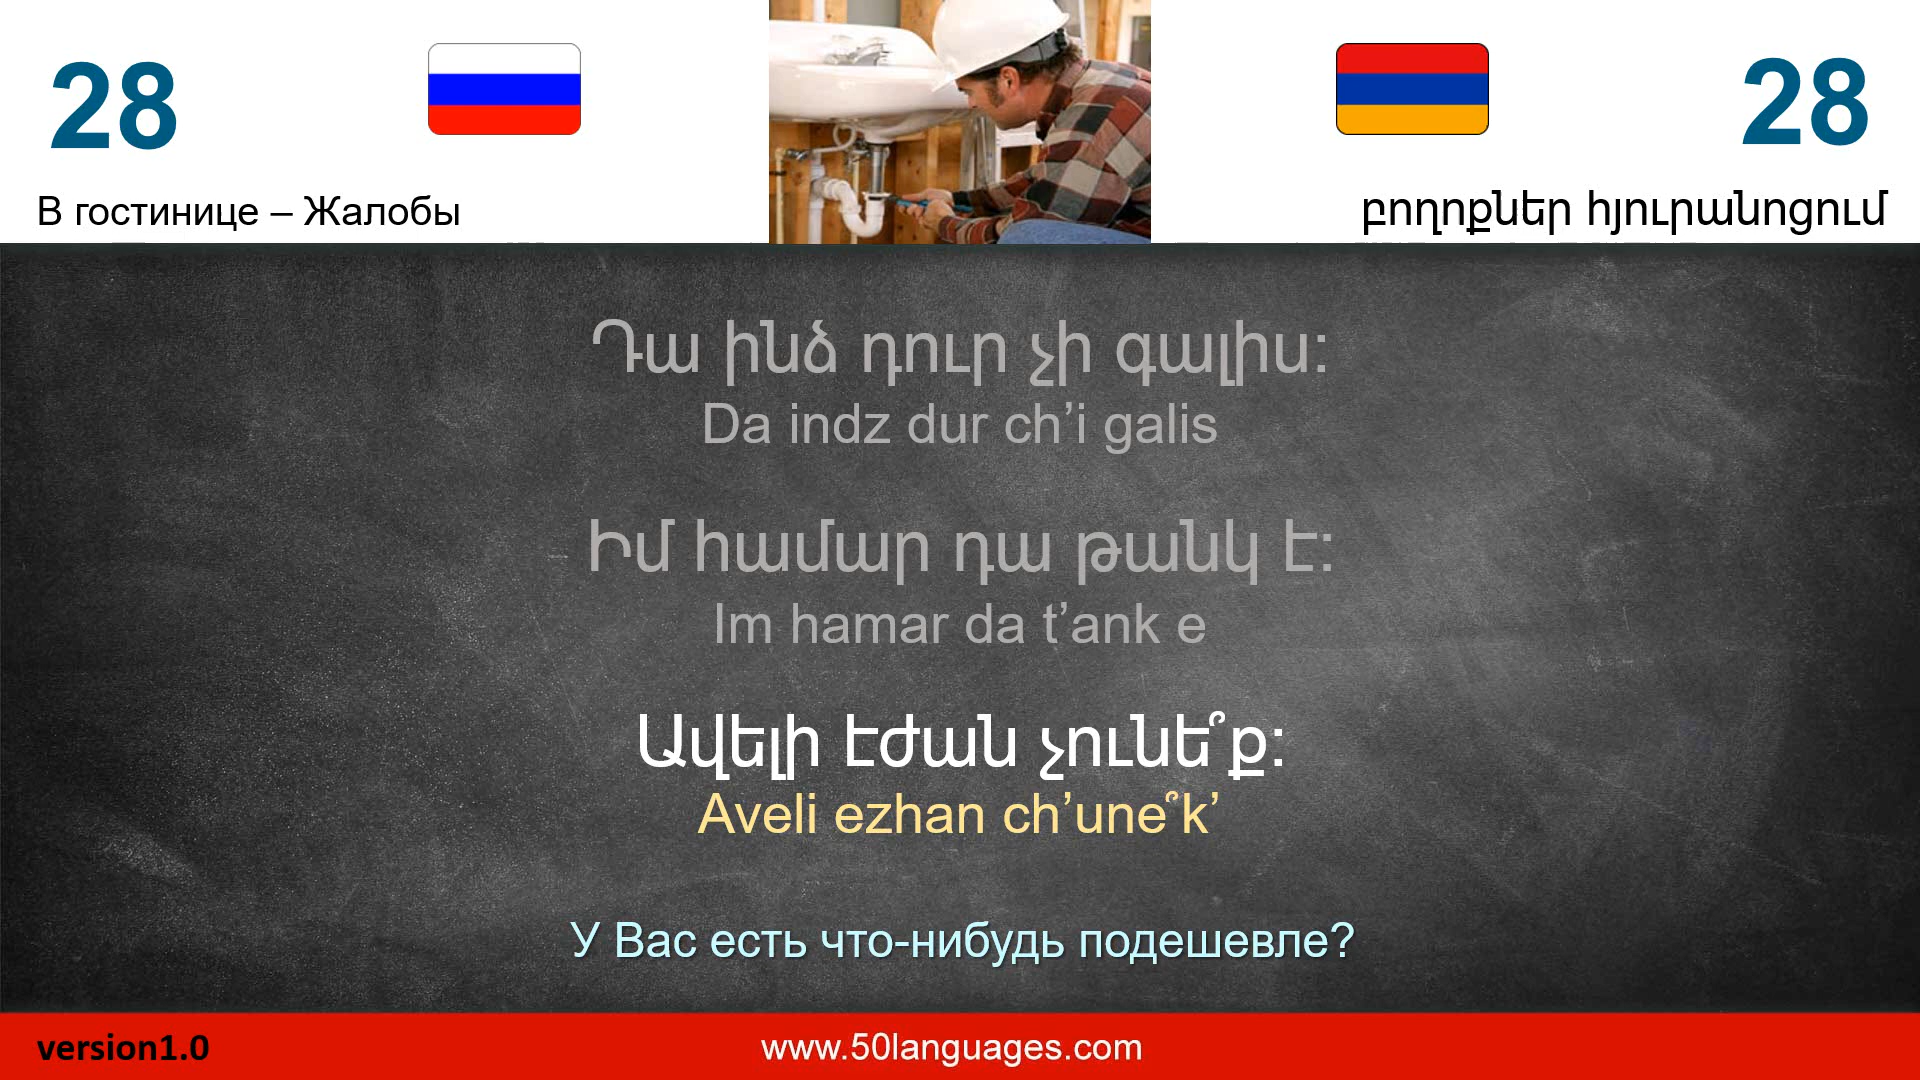 28
28
В гостинице – Жалобы
բողոքներ հյուրանոցում
Դա ինձ դուր չի գալիս:
Da indz dur ch’i galis
Իմ համար դա թանկ է:
Im hamar da t’ank e
Ավելի էժան չունե՞ք:
Aveli ezhan ch’une՞k’
У Вас есть что-нибудь подешевле?
version1.0
www.50languages.com